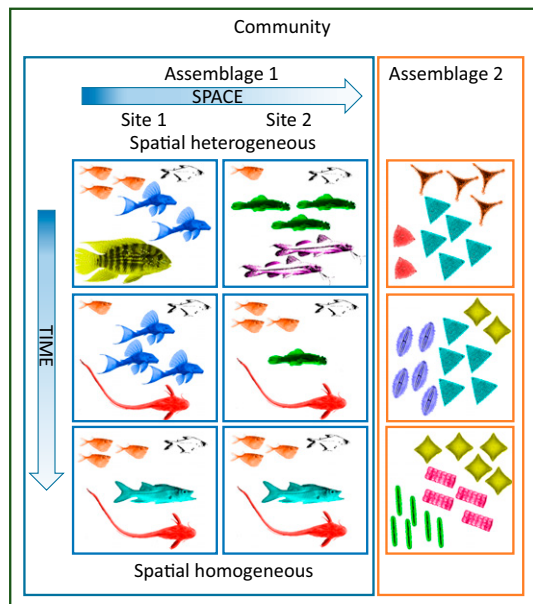 Community
Assemblage 1
Assemblage 2
SPACE
Site 1
Site 2
Spatial heterogeneous
TIME
Spatial homogeneous